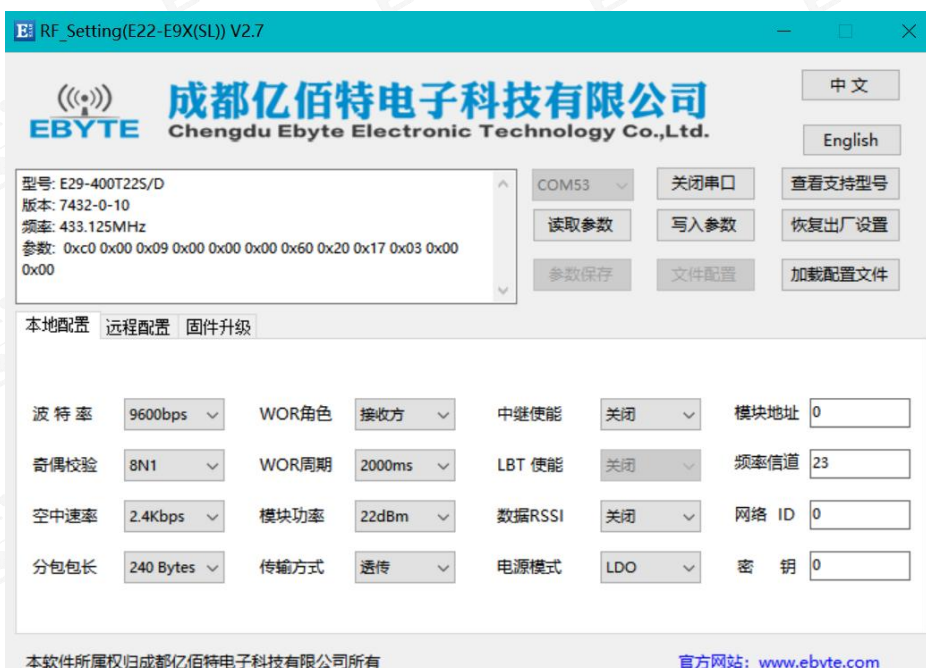 RF_Setting(E22-E9X(SL)) V2.7
EBYTE
成都亿佰特电子科技有限公司
Chengdu Ebyte Electronic Technology Co.,Ltd.
中文
English
型号: E29-400T22S/D
版本: 7432-0-10
频率: 433.125MHz
参数: 0xc0 0x00 0x09 0x00 0x00 0x00 0x60 0x20 0x17 0x03 0x00
0x00
COM53 关闭串口 查看支持型号
读取参数 写入参数 恢复出厂设置
参数保存 文件配置 加载配置文件
本地配置 远程配置 固件升级
波特率 9600bps WOR角色 接收方 中继使能 关闭 模块地址 0
奇偶校验 8N1 WOR周期 2000ms LBT 使能 关闭 频率信道 23
空中速率 2.4Kbps 模块功率 22dBm 数据RSSI 关闭 网络 ID 0
分包包长 240 Bytes 传输方式 透传 电源模式 LDO 密 钥 0
本软件所属权归成都亿佰特电子科技有限公司所有 官方网站: www.ebyte.com